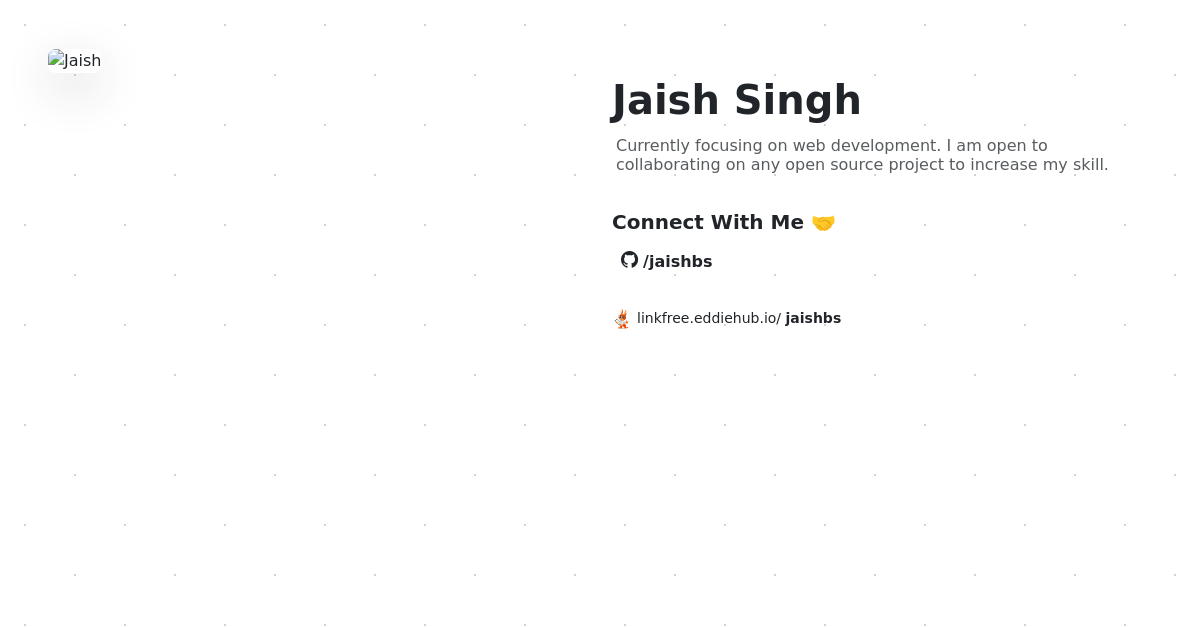 Jaish
Jaish Singh
Currently focusing on web development. I am open to
collaborating on any open source project to increase my skill.
Connect With Me 🤝
/jaishbs
linkfree.eddiehub.io/ jaishbs